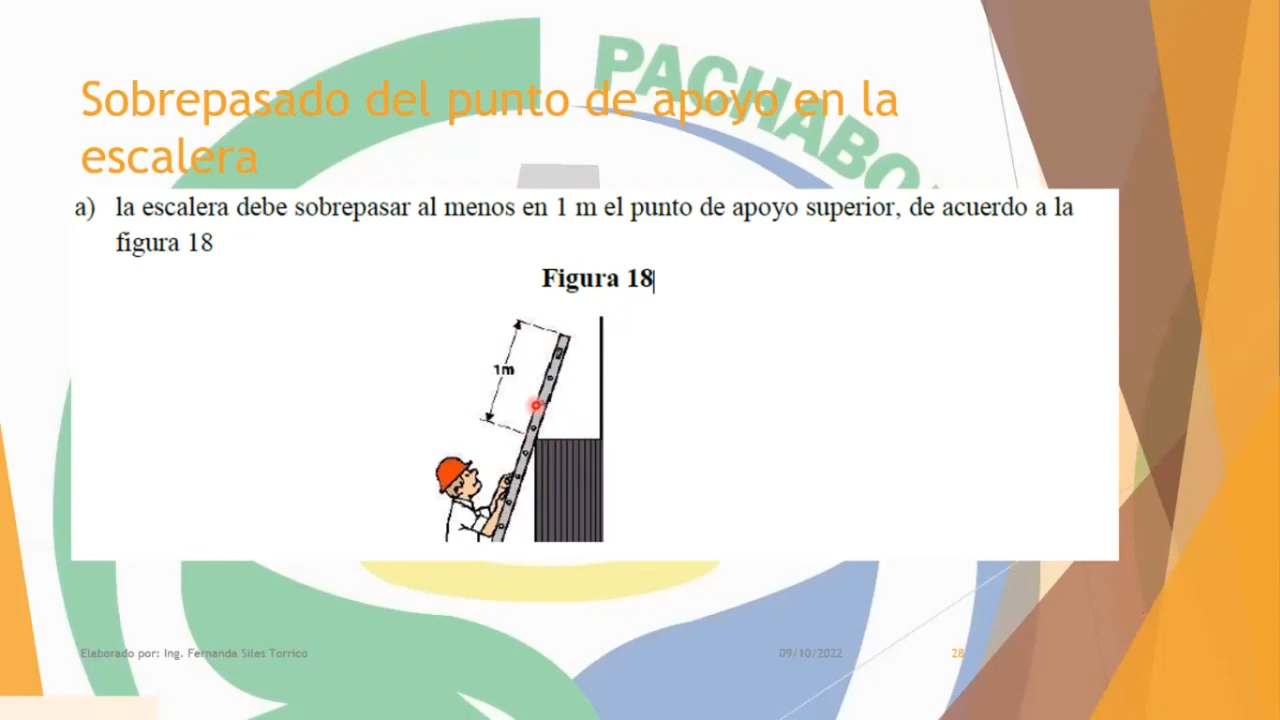 PACHABO
Sobrepasado del punto de apoyo en la
escalera
a) la escalera debe sobrepasar al menos en 1 m el punto de apoyo superior, de acuerdo a la
figura 18
Figura 18
1m
Elaborado por: Ing. Fernanda Siles Torrico
09/10/2022
28